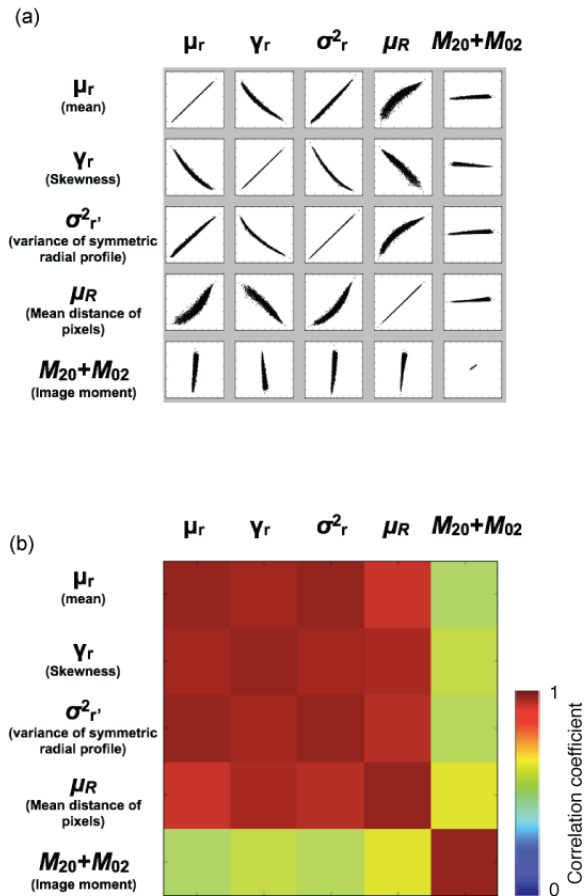 (a)
μr γr σ²r μR M20+M02
μr
(mean)
γr
(Skewness)
σ²r'
(variance of symmetric
radial profile)
μR
(Mean distance of
pixels)
M20+M02
(Image moment)
μr γr σ²r μR M20+M02
(b)
μr
(mean)
γr
(Skewness)
σ²r'
(variance of symmetric
radial profile)
μR
(Mean distance of
pixels)
M20+M02
(Image moment)
1
Correlation coefficient
0